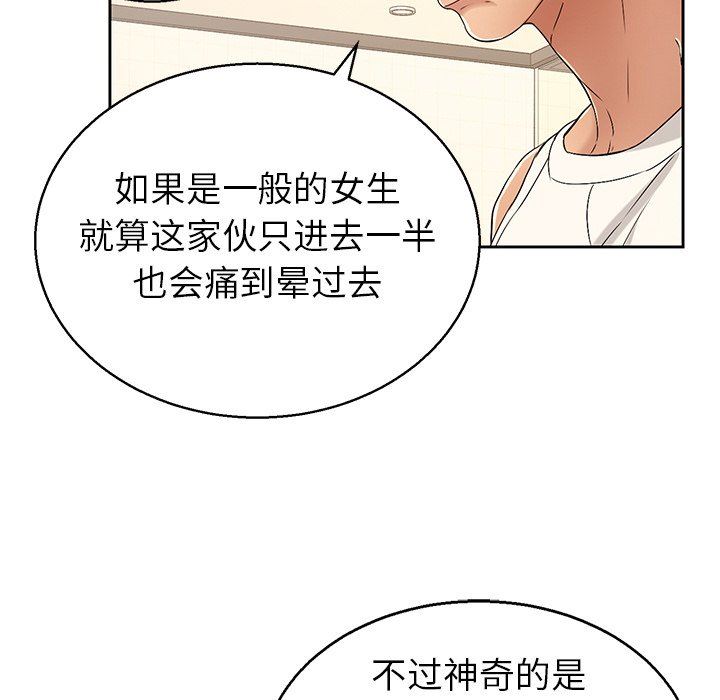 如果是一般的女生
就算这家伙只进去一半
也会痛到晕过去
不过神奇的是